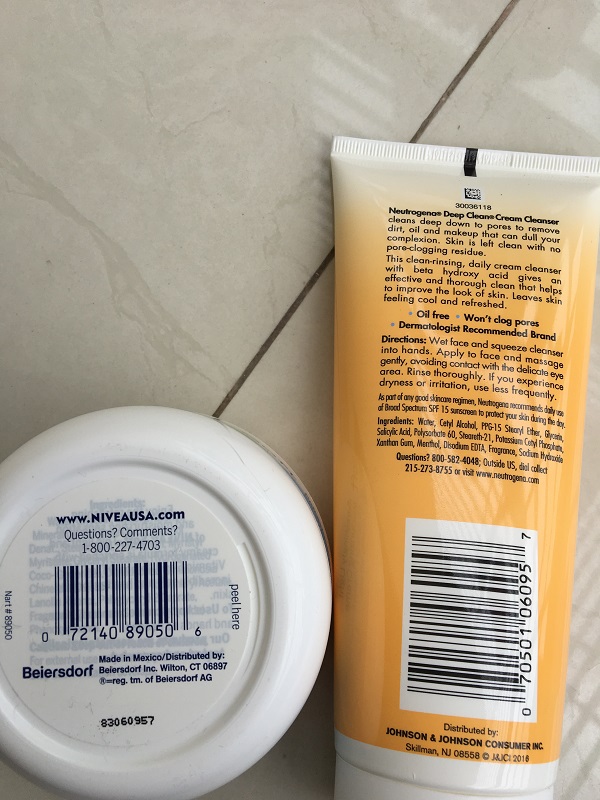 30036118
Neutrogena® Deep Clean® Cream Cleanser
cleans deep down to pores to remove
dirt, oil and makeup that can dull your
complexion. Skin is left clean with no
pore-clogging residue.
This clean-rinsing, daily cream cleanser
with beta hydroxy acid gives an
effective and thorough clean that helps
to improve the look of skin. Leaves skin
feeling cool and refreshed.
• Oil free • Won't clog pores
• Dermatologist Recommended Brand
Directions: Wet face and squeeze cleanser
into hands. Apply to face and massage
gently, avoiding contact with the delicate eye
area. Rinse thoroughly. If you experience
dryness or irritation, use less frequently.
As part of any good skincare regimen, Neutrogena recommends daily use
of Broad Spectrum SPF 15 sunscreen to protect your skin during the day.
Ingredients: Water, Cetyl Alcohol, PPG-15 Stearyl Ether, Glycerin,
Salicylic Acid, Polysorbate 60, Steareth-21, Potassium Cetyl Phosphate,
Xanthan Gum, Menthol, Disodium EDTA, Fragrance, Sodium Hydroxide
Questions? 800-582-4048; Outside US, dial collect
215-273-8755 or visit www.neutrogena.com
0 70501 06095 7
Distributed by:
JOHNSON & JOHNSON CONSUMER INC.
Skillman, NJ 08558 © J&JCI 2016
www.NIVEAUSA.com
Questions? Comments?
1-800-227-4703
peel here
Nart # 89050
0 72140 89050 6
Beiersdorf
Made in Mexico/Distributed by:
Beiersdorf Inc. Wilton, CT 06897
®=reg. tm. of Beiersdorf AG
83060957